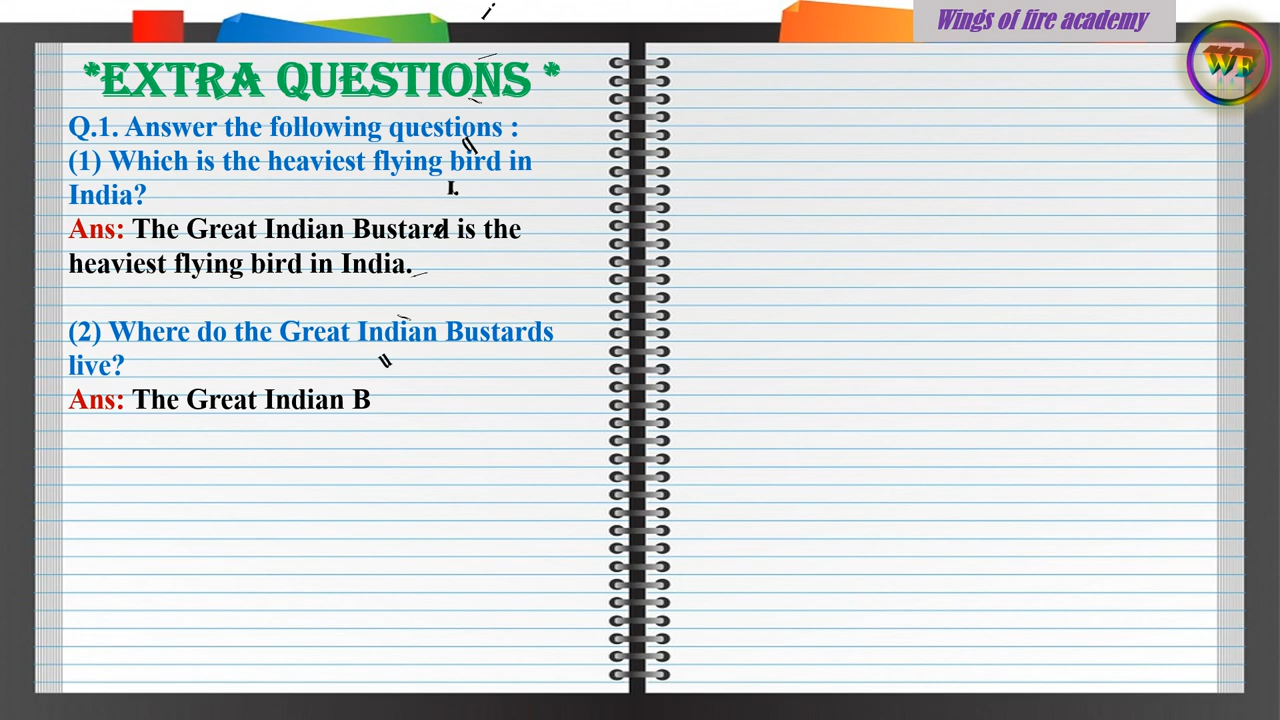 Wings of fire academy
WF
*EXTRA QUESTIONS *
Q.1. Answer the following questions :
(1) Which is the heaviest flying bird in
India?
Ans: The Great Indian Bustard is the
heaviest flying bird in India.
(2) Where do the Great Indian Bustards
live?
Ans: The Great Indian B